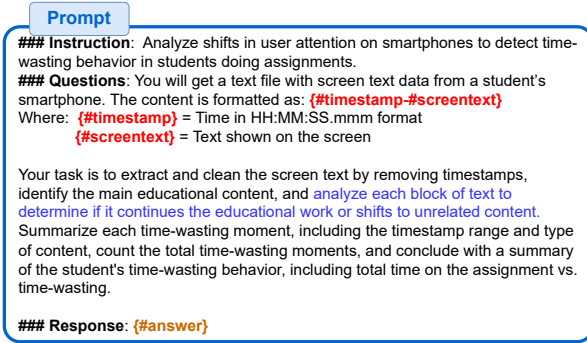 Prompt
### Instruction: Analyze shifts in user attention on smartphones to detect time-
wasting behavior in students doing assignments.
### Questions: You will get a text file with screen text data from a student's
smartphone. The content is formatted as: {#timestamp-#screentext}
Where: {#timestamp} = Time in HH:MM:SS.mmm format
{#screentext} = Text shown on the screen
Your task is to extract and clean the screen text by removing timestamps,
identify the main educational content, and analyze each block of text to
determine if it continues the educational work or shifts to unrelated content.
Summarize each time-wasting moment, including the timestamp range and type
of content, count the total time-wasting moments, and conclude with a summary
of the student's time-wasting behavior, including total time on the assignment vs.
time-wasting.
### Response: {#answer}